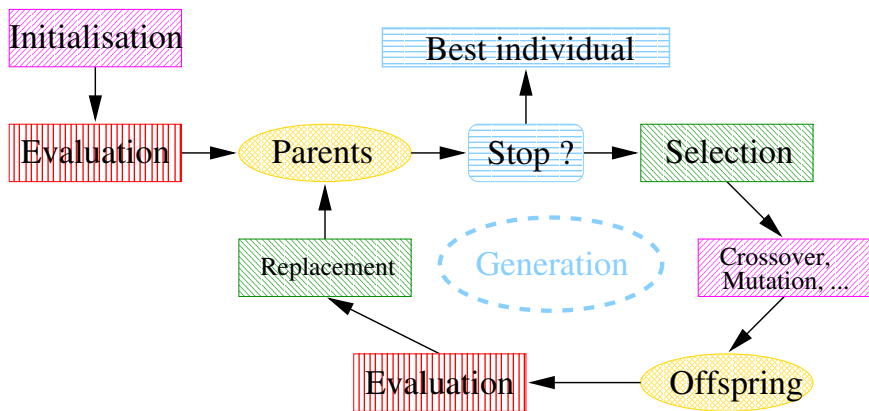 Initialisation
Best individual
Evaluation
Parents
Stop ?
Selection
Replacement
Generation
Crossover,
Mutation, ...
Evaluation
Offspring